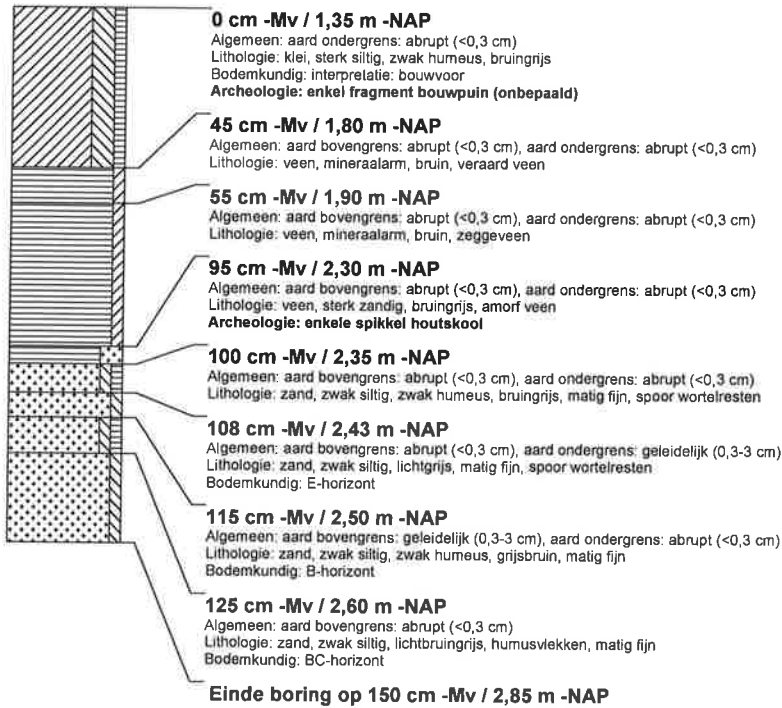 0 cm -Mv / 1,35 m -NAP
Algemeen: aard ondergrens: abrupt (<0,3 cm)
Lithologie: klei, sterk siltig, zwak humeus, bruingrijs
Bodemkundig: interpretatie: bouwvoor
Archeologie: enkel fragment bouwpuin (onbepaald)
45 cm -Mv / 1,80 m -NAP
Algemeen: aard bovengrens: abrupt (<0,3 cm), aard ondergrens: abrupt (<0,3 cm)
Lithologie: veen, mineraalarm, bruin, veraard veen
55 cm -Mv / 1,90 m -NAP
Algemeen: aard bovengrens: abrupt (<0,3 cm), aard ondergrens: abrupt (<0,3 cm)
Lithologie: veen, mineraalarm, bruin, zeggeveen
95 cm -Mv / 2,30 m -NAP
Algemeen: aard bovengrens: abrupt (<0,3 cm), aard ondergrens: abrupt (<0,3 cm)
Lithologie: veen, sterk zandig, bruingrijs, amorf veen
Archeologie: enkele spikkel houtskool
100 cm -Mv / 2,35 m -NAP
Algemeen: aard bovengrens: abrupt (<0,3 cm), aard ondergrens: abrupt (<0,3 cm)
Lithologie: zand, zwak siltig, zwak humeus, bruingrijs, matig fijn, spoor wortelresten
108 cm -Mv / 2,43 m -NAP
Algemeen: aard bovengrens: abrupt (<0,3 cm), aard ondergrens: geleidelijk (0,3-3 cm)
Lithologie: zand, zwak siltig, lichtgrijs, matig fijn, spoor wortelresten
Bodemkundig: E-horizont
115 cm -Mv / 2,50 m -NAP
Algemeen: aard bovengrens: geleidelijk (0,3-3 cm), aard ondergrens: abrupt (<0,3 cm)
Lithologie: zand, zwak siltig, zwak humeus, grijsbruin, matig fijn
Bodemkundig: B-horizont
125 cm -Mv / 2,60 m -NAP
Algemeen: aard bovengrens: abrupt (<0,3 cm)
Lithologie: zand, zwak siltig, lichtbruingrijs, humusvlekken, matig fijn
Bodemkundig: BC-horizont
Einde boring op 150 cm -Mv / 2,85 m -NAP